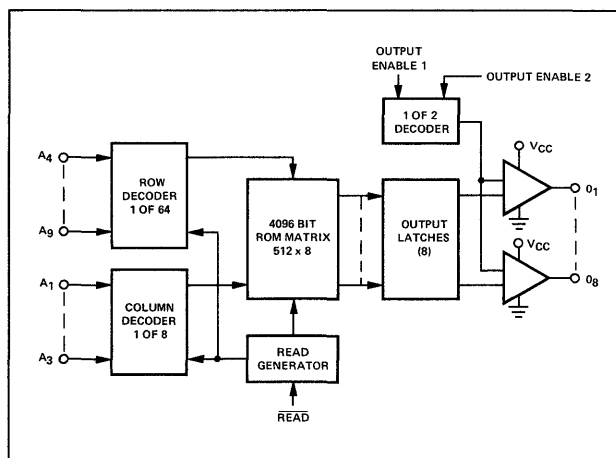 OUTPUT
ENABLE 1
OUTPUT ENABLE 2
1 OF 2
DECODER
VCC
A4
A9
ROW
DECODER
1 OF 64
4096 BIT
ROM MATRIX
512 x 8
OUTPUT
LATCHES
(8)
01
VCC
08
A1
A3
COLUMN
DECODER
1 OF 8
READ
GENERATOR
READ